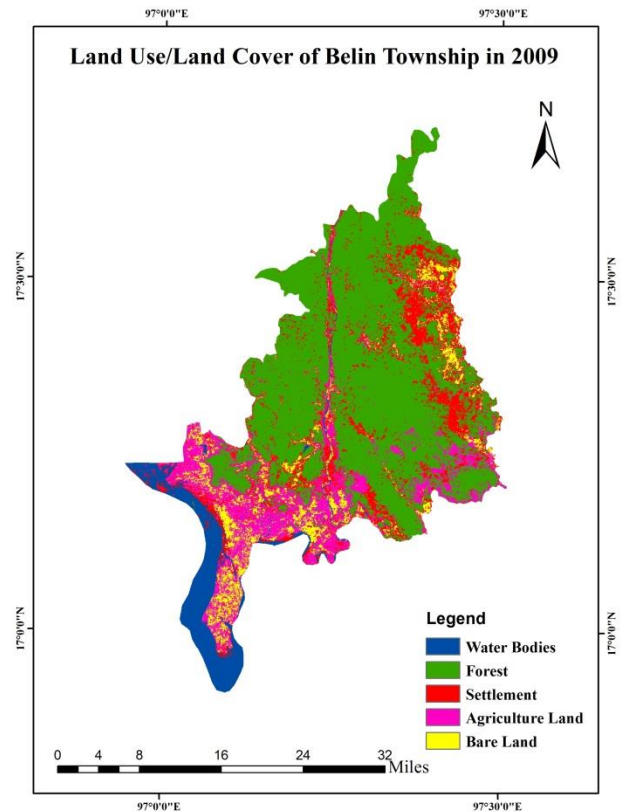 97°0'0"E
97°30'0"E
Land Use/Land Cover of Belin Township in 2009
N
17°30'0"N
17°30'0"N
17°0'0"N
17°0'0"N
Legend
Water Bodies
Forest
Settlement
Agriculture Land
Bare Land
0 4 8 16 24 32
Miles
97°0'0"E
97°30'0"E